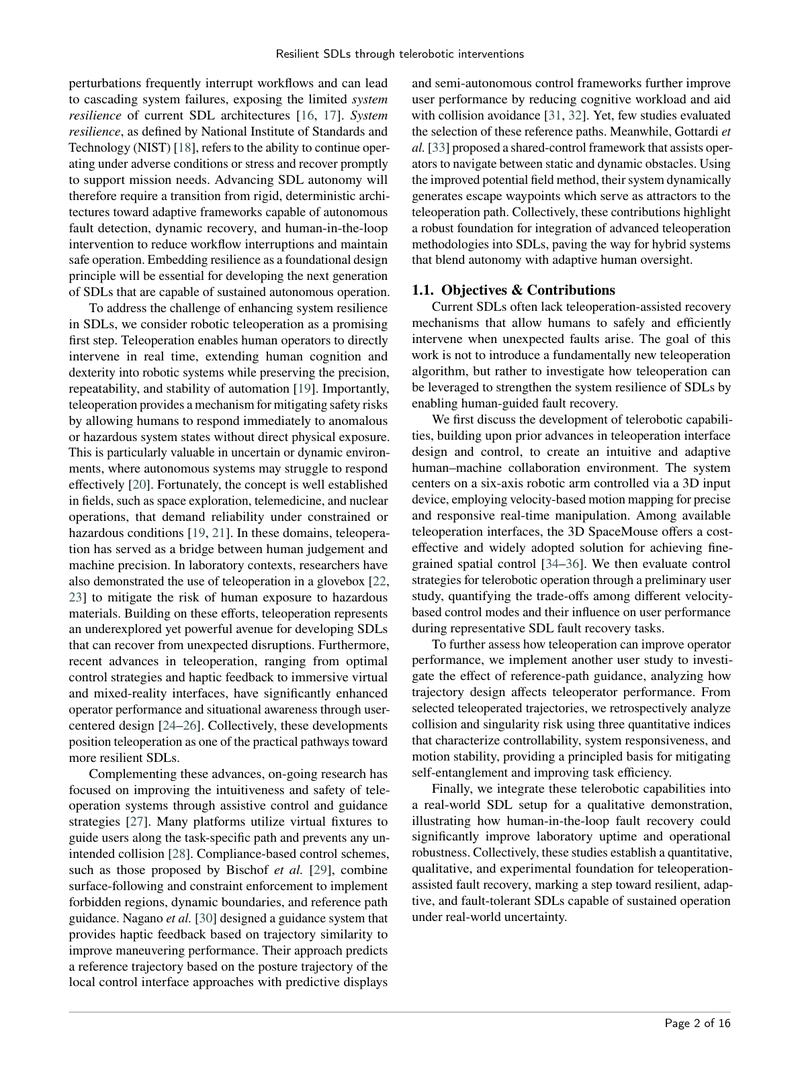 Resilient SDLs through telerobotic interventions
perturbations frequently interrupt workflows and can lead
to cascading system failures, exposing the limited system
resilience of current SDL architectures [16, 17]. System
resilience, as defined by National Institute of Standards and
Technology (NIST) [18], refers to the ability to continue oper-
ating under adverse conditions or stress and recover promptly
to support mission needs. Advancing SDL autonomy will
therefore require a transition from rigid, deterministic archi-
tectures toward adaptive frameworks capable of autonomous
fault detection, dynamic recovery, and human-in-the-loop
intervention to reduce workflow interruptions and maintain
safe operation. Embedding resilience as a foundational design
principle will be essential for developing the next generation
of SDLs that are capable of sustained autonomous operation.
To address the challenge of enhancing system resilience
in SDLs, we consider robotic teleoperation as a promising
first step. Teleoperation enables human operators to directly
intervene in real time, extending human cognition and
dexterity into robotic systems while preserving the precision,
repeatability, and stability of automation [19]. Importantly,
teleoperation provides a mechanism for mitigating safety risks
by allowing humans to respond immediately to anomalous
or hazardous system states without direct physical exposure.
This is particularly valuable in uncertain or dynamic environ-
ments, where autonomous systems may struggle to respond
effectively [20]. Fortunately, the concept is well established
in fields, such as space exploration, telemedicine, and nuclear
operations, that demand reliability under constrained or
hazardous conditions [19, 21]. In these domains, teleopera-
tion has served as a bridge between human judgement and
machine precision. In laboratory contexts, researchers have
also demonstrated the use of teleoperation in a glovebox [22,
23] to mitigate the risk of human exposure to hazardous
materials. Building on these efforts, teleoperation represents
an underexplored yet powerful avenue for developing SDLs
that can recover from unexpected disruptions. Furthermore,
recent advances in teleoperation, ranging from optimal
control strategies and haptic feedback to immersive virtual
and mixed-reality interfaces, have significantly enhanced
operator performance and situational awareness through user-
centered design [24–26]. Collectively, these developments
position teleoperation as one of the practical pathways toward
more resilient SDLs.
Complementing these advances, on-going research has
focused on improving the intuitiveness and safety of tele-
operation systems through assistive control and guidance
strategies [27]. Many platforms utilize virtual fixtures to
guide users along the task-specific path and prevents any un-
intended collision [28]. Compliance-based control schemes,
such as those proposed by Bischof et al. [29], combine
surface-following and constraint enforcement to implement
forbidden regions, dynamic boundaries, and reference path
guidance. Nagano et al. [30] designed a guidance system that
provides haptic feedback based on trajectory similarity to
improve maneuvering performance. Their approach predicts
a reference trajectory based on the posture trajectory of the
local control interface approaches with predictive displays
and semi-autonomous control frameworks further improve
user performance by reducing cognitive workload and aid
with collision avoidance [31, 32]. Yet, few studies evaluated
the selection of these reference paths. Meanwhile, Gottardi et
al. [33] proposed a shared-control framework that assists oper-
ators to navigate between static and dynamic obstacles. Using
the improved potential field method, their system dynamically
generates escape waypoints which serve as attractors to the
teleoperation path. Collectively, these contributions highlight
a robust foundation for integration of advanced teleoperation
methodologies into SDLs, paving the way for hybrid systems
that blend autonomy with adaptive human oversight.
1.1. Objectives & Contributions
Current SDLs often lack teleoperation-assisted recovery
mechanisms that allow humans to safely and efficiently
intervene when unexpected faults arise. The goal of this
work is not to introduce a fundamentally new teleoperation
algorithm, but rather to investigate how teleoperation can
be leveraged to strengthen the system resilience of SDLs by
enabling human-guided fault recovery.
We first discuss the development of telerobotic capabili-
ties, building upon prior advances in teleoperation interface
design and control, to create an intuitive and adaptive
human–machine collaboration environment. The system
centers on a six-axis robotic arm controlled via a 3D input
device, employing velocity-based motion mapping for precise
and responsive real-time manipulation. Among available
teleoperation interfaces, the 3D SpaceMouse offers a cost-
effective and widely adopted solution for achieving fine-
grained spatial control [34–36]. We then evaluate control
strategies for telerobotic operation through a preliminary user
study, quantifying the trade-offs among different velocity-
based control modes and their influence on user performance
during representative SDL fault recovery tasks.
To further assess how teleoperation can improve operator
performance, we implement another user study to investi-
gate the effect of reference-path guidance, analyzing how
trajectory design affects teleoperator performance. From
selected teleoperated trajectories, we retrospectively analyze
collision and singularity risk using three quantitative indices
that characterize controllability, system responsiveness, and
motion stability, providing a principled basis for mitigating
self-entanglement and improving task efficiency.
Finally, we integrate these telerobotic capabilities into
a real-world SDL setup for a qualitative demonstration,
illustrating how human-in-the-loop fault recovery could
significantly improve laboratory uptime and operational
robustness. Collectively, these studies establish a quantitative,
qualitative, and experimental foundation for teleoperation-
assisted fault recovery, marking a step toward resilient, adap-
tive, and fault-tolerant SDLs capable of sustained operation
under real-world uncertainty.
Page 2 of 16